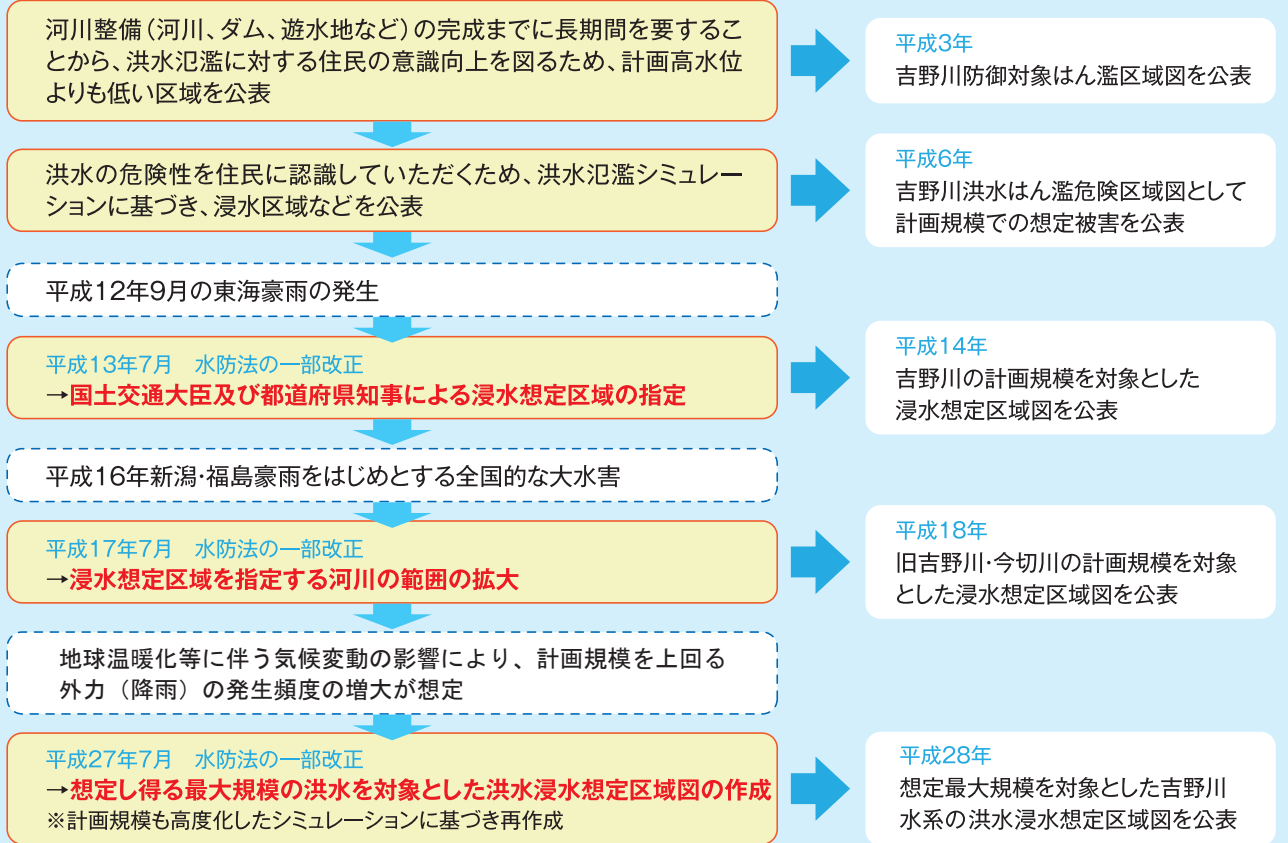 河川整備(河川、ダム、遊水地など)の完成までに長期間を要するこ
とから、洪水氾濫に対する住民の意識向上を図るため、計画高水位
よりも低い区域を公表
平成3年
吉野川防御対象はん濫区域図を公表
洪水の危険性を住民に認識していただくため、洪水氾濫シミュレー
ションに基づき、浸水区域などを公表
平成6年
吉野川洪水はん濫危険区域図として
計画規模での想定被害を公表
平成12年9月の東海豪雨の発生
平成13年7月 水防法の一部改正
→国土交通大臣及び都道府県知事による浸水想定区域の指定
平成14年
吉野川の計画規模を対象とした
浸水想定区域図を公表
平成16年新潟・福島豪雨をはじめとする全国的な大水害
平成17年7月 水防法の一部改正
→浸水想定区域を指定する河川の範囲の拡大
平成18年
旧吉野川・今切川の計画規模を対象
とした浸水想定区域図を公表
地球温暖化等に伴う気候変動の影響により、計画規模を上回る
外力(降雨)の発生頻度の増大が想定
平成27年7月 水防法の一部改正
→想定し得る最大規模の洪水を対象とした洪水浸水想定区域図の作成
※計画規模も高度化したシミュレーションに基づき再作成
平成28年
想定最大規模を対象とした吉野川
水系の洪水浸水想定区域図を公表